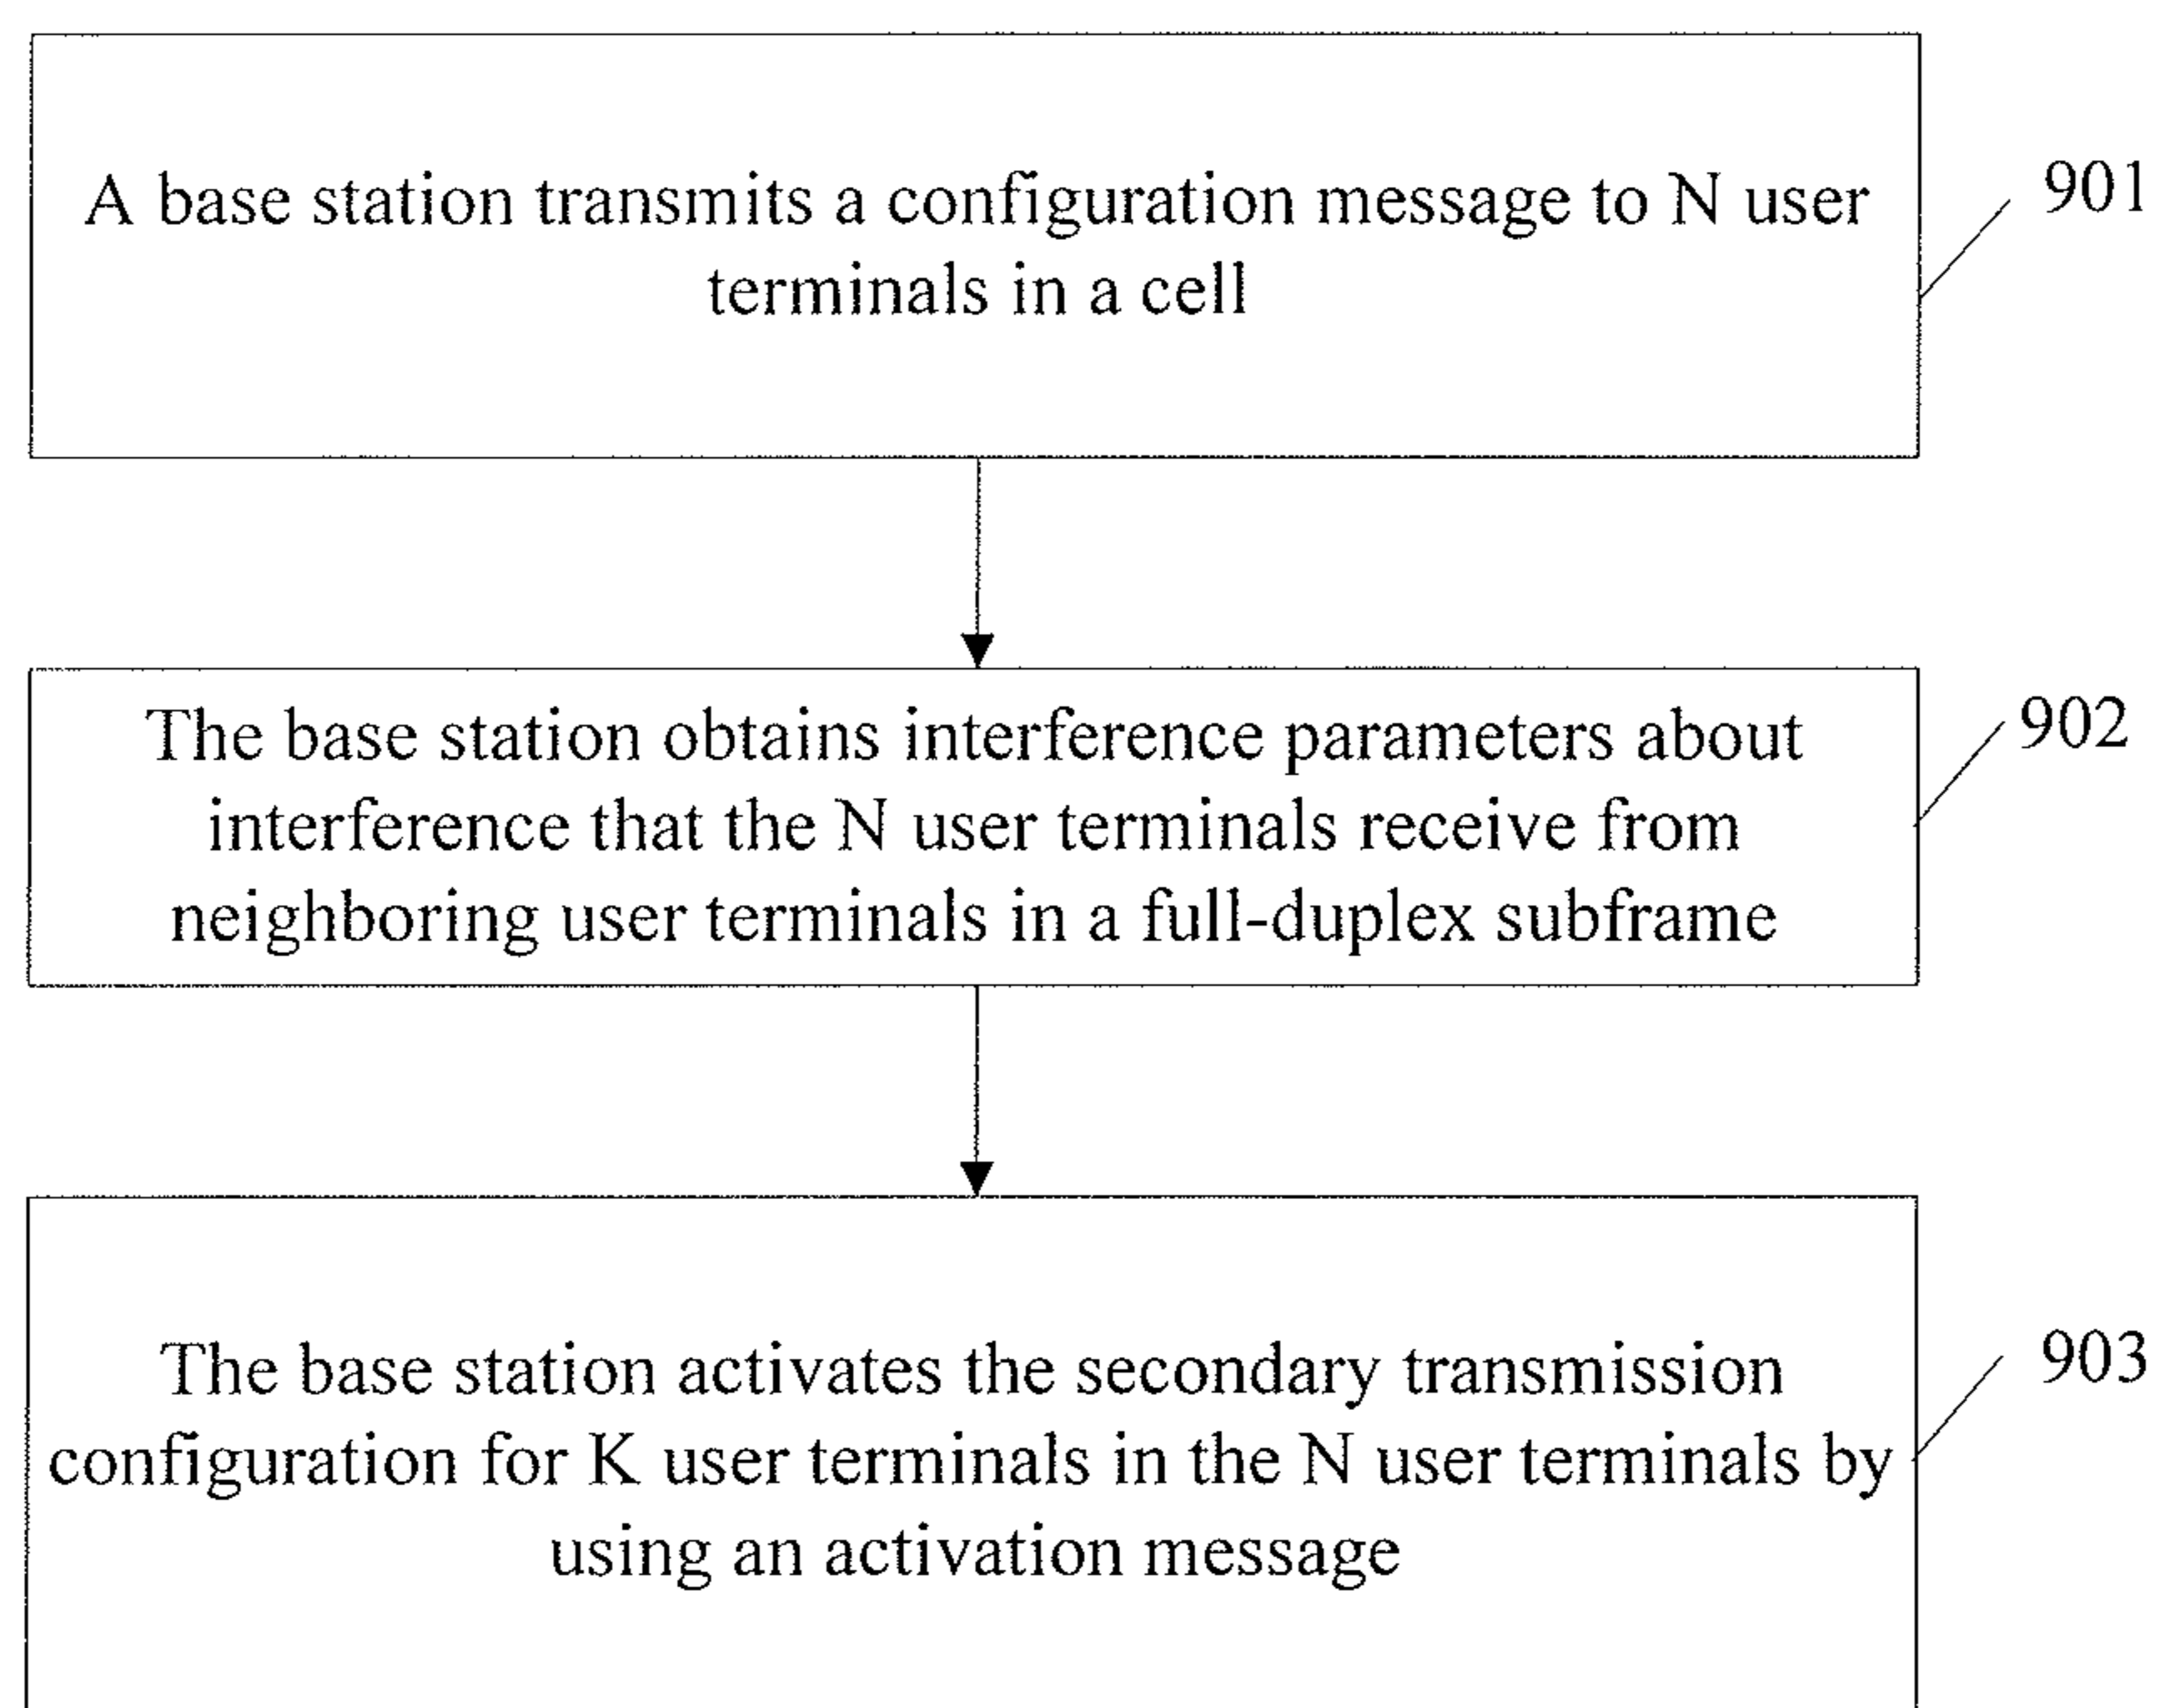 A base station transmits a configuration message to N user
terminals in a cell
901
The base station obtains interference parameters about
interference that the N user terminals receive from
neighboring user terminals in a full-duplex subframe
902
The base station activates the secondary transmission
configuration for K user terminals in the N user terminals by
using an activation message
903